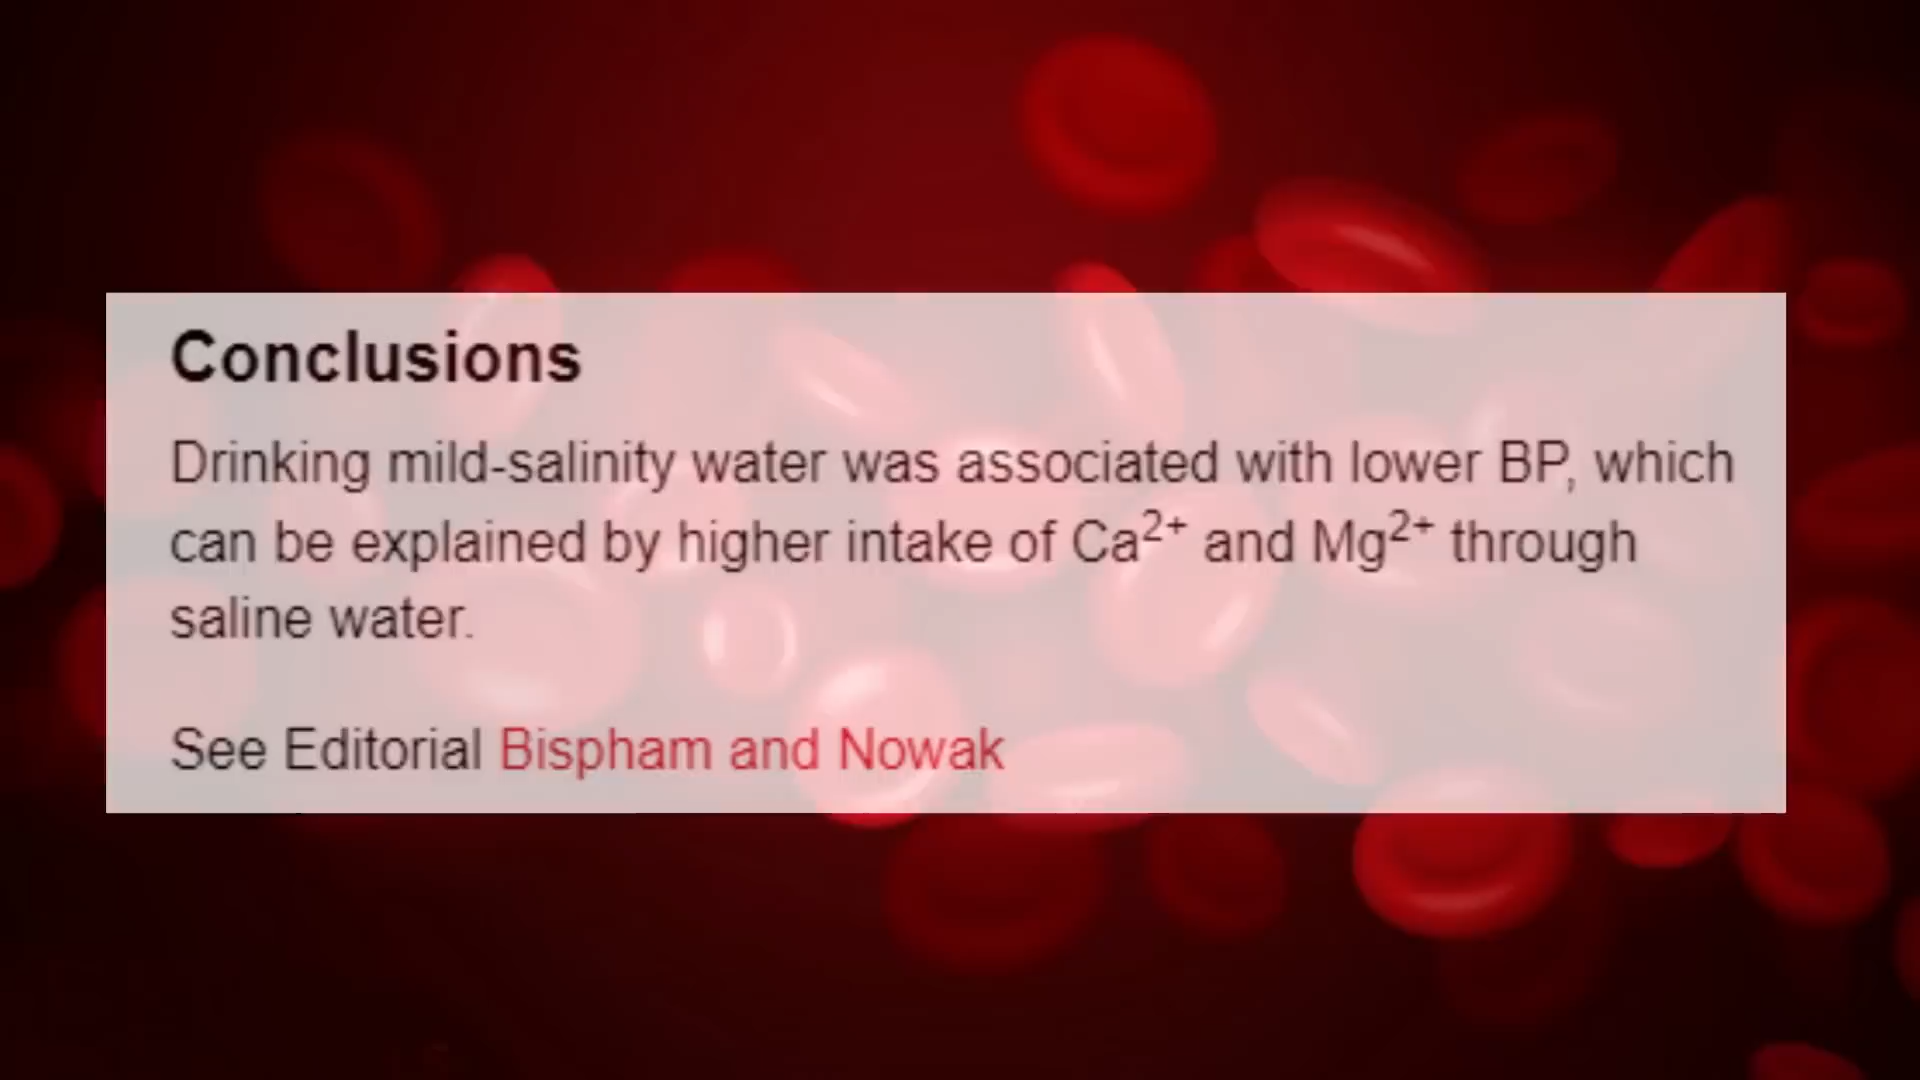 Conclusions
Drinking mild-salinity water was associated with lower BP, which
can be explained by higher intake of Ca²⁺ and Mg²⁺ through
saline water.
See Editorial Bispham and Nowak